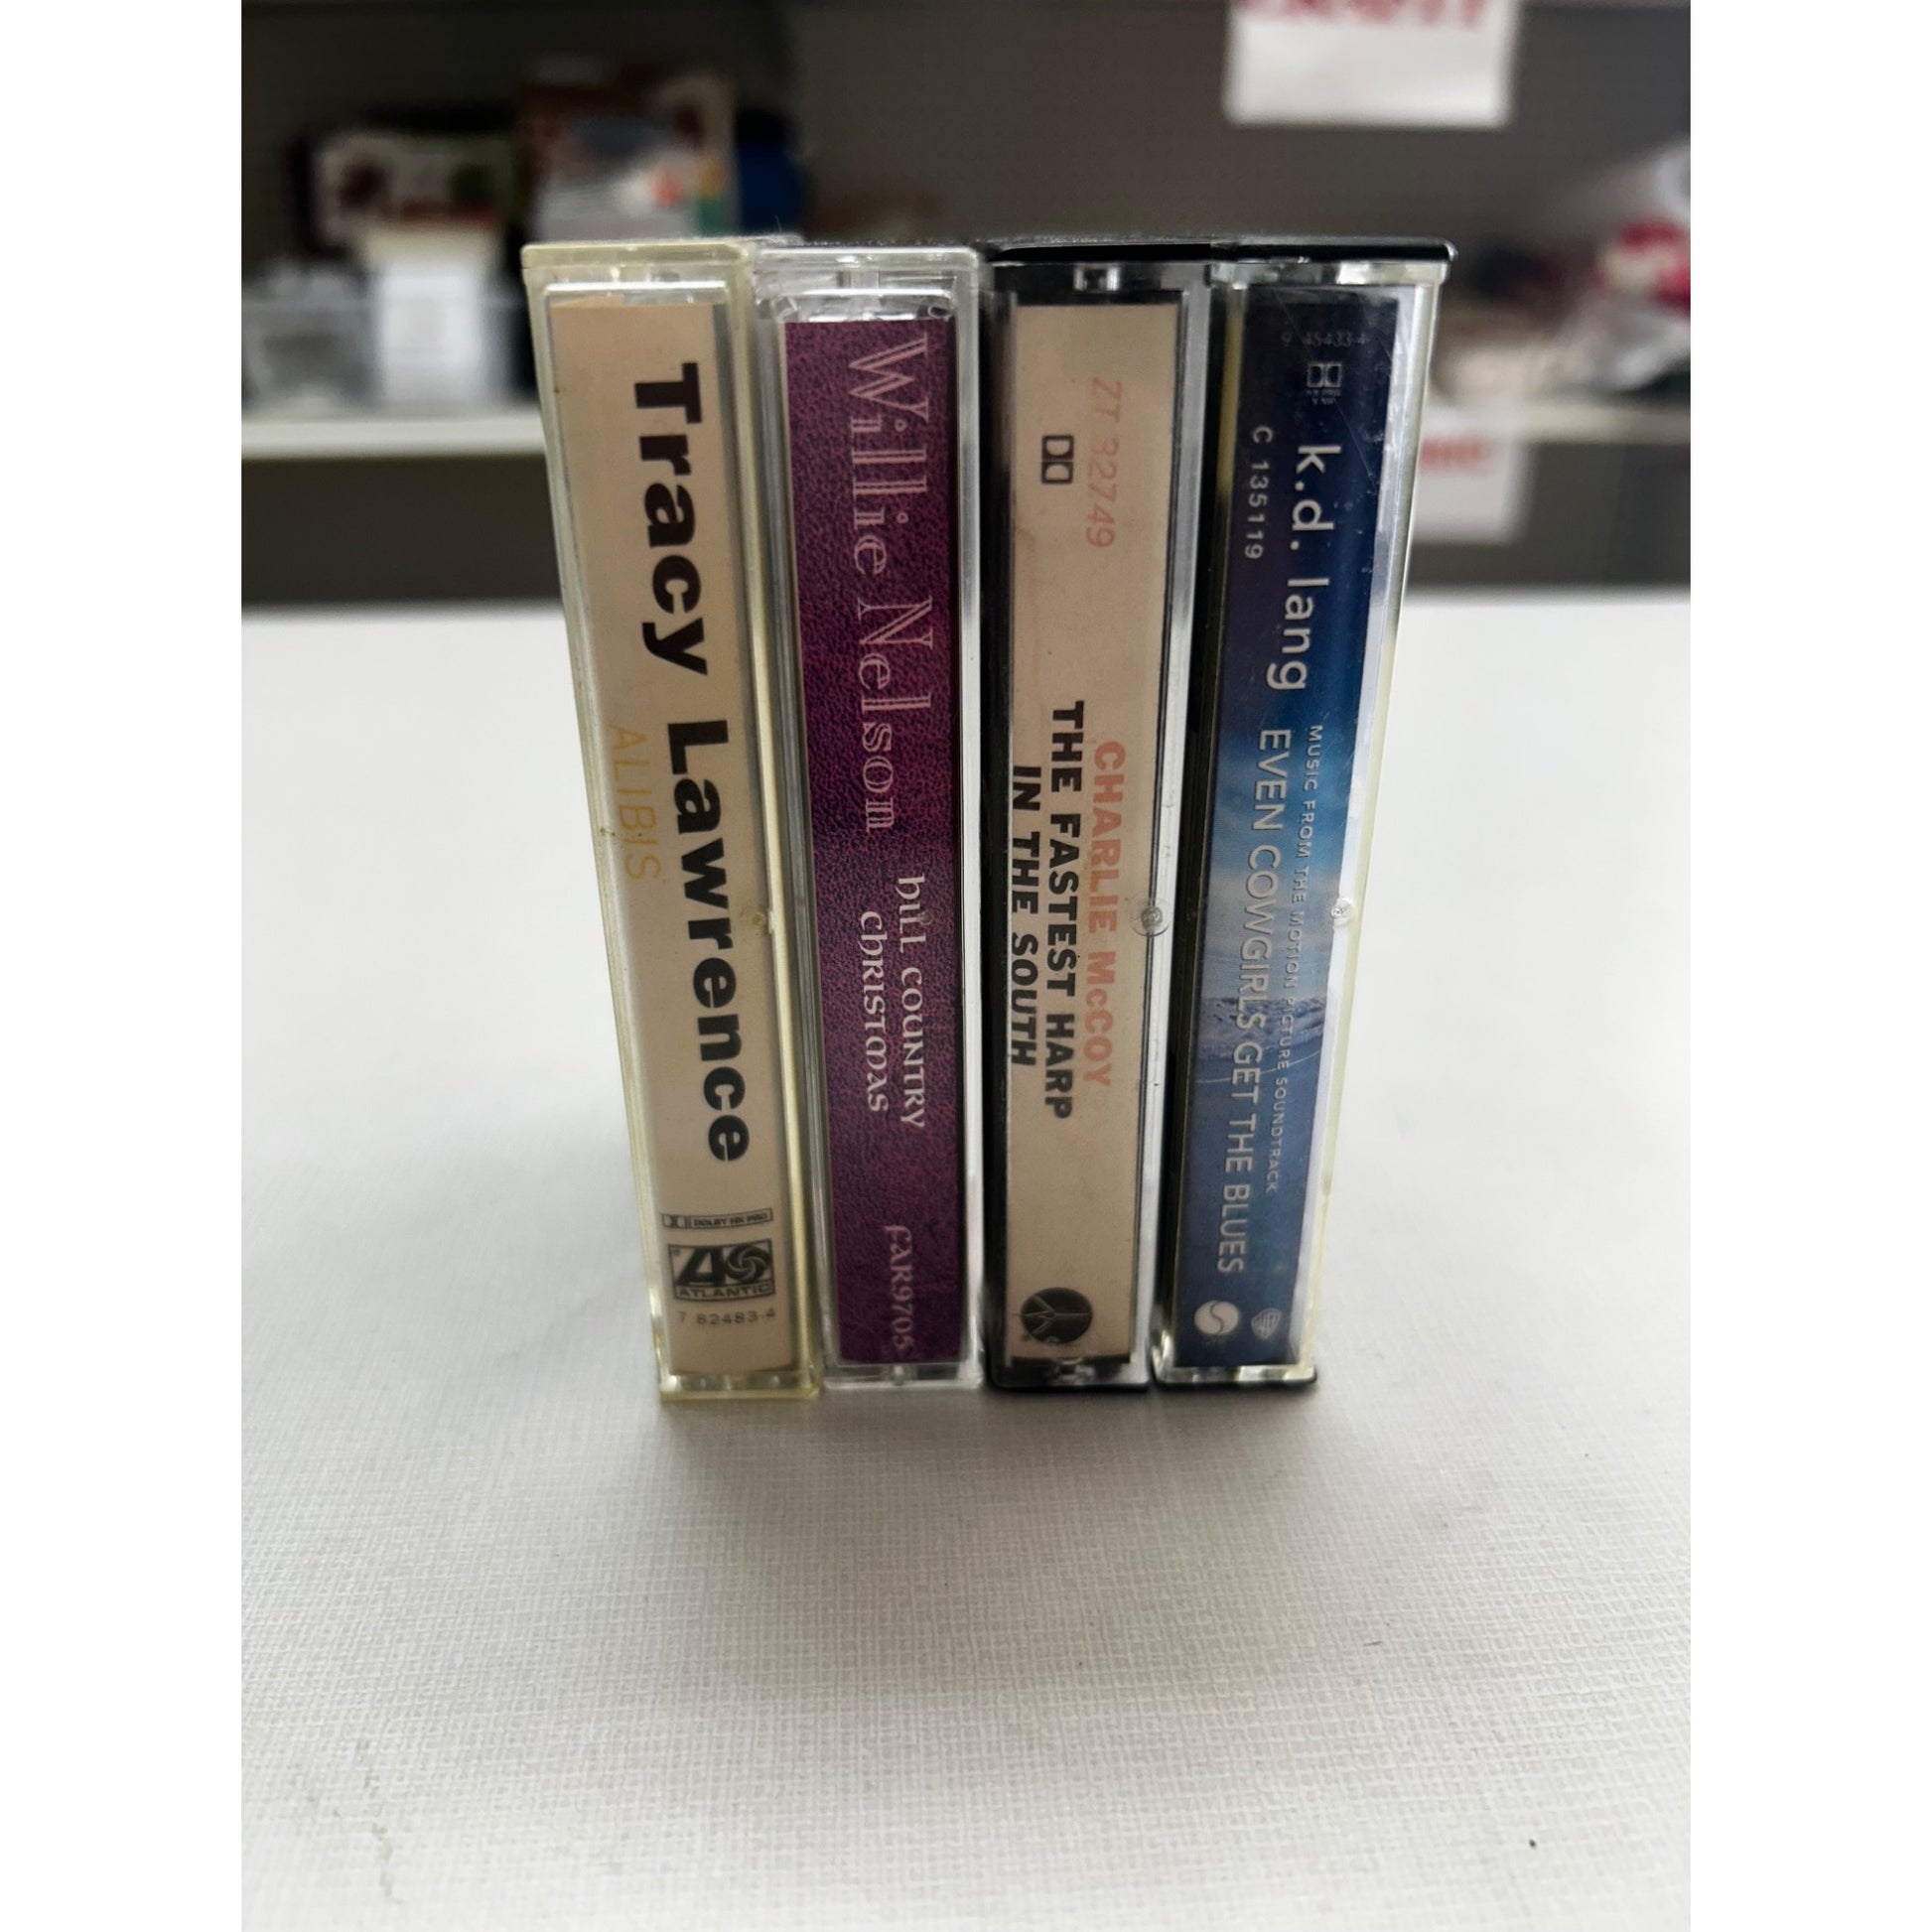 Tracy Lawrence
ALIBIS
DOLBY HX PRO
ATLANTIC
7 82483-4
Willie Nelson
hill country
christmas
FAR9705
ZT 32749
CHARLIE McCOY
THE FASTEST HARP
IN THE SOUTH
9 45433-4
C 135119
k.d. lang
MUSIC FROM THE MOTION PICTURE SOUNDTRACK
EVEN COWGIRLS GET THE BLUES